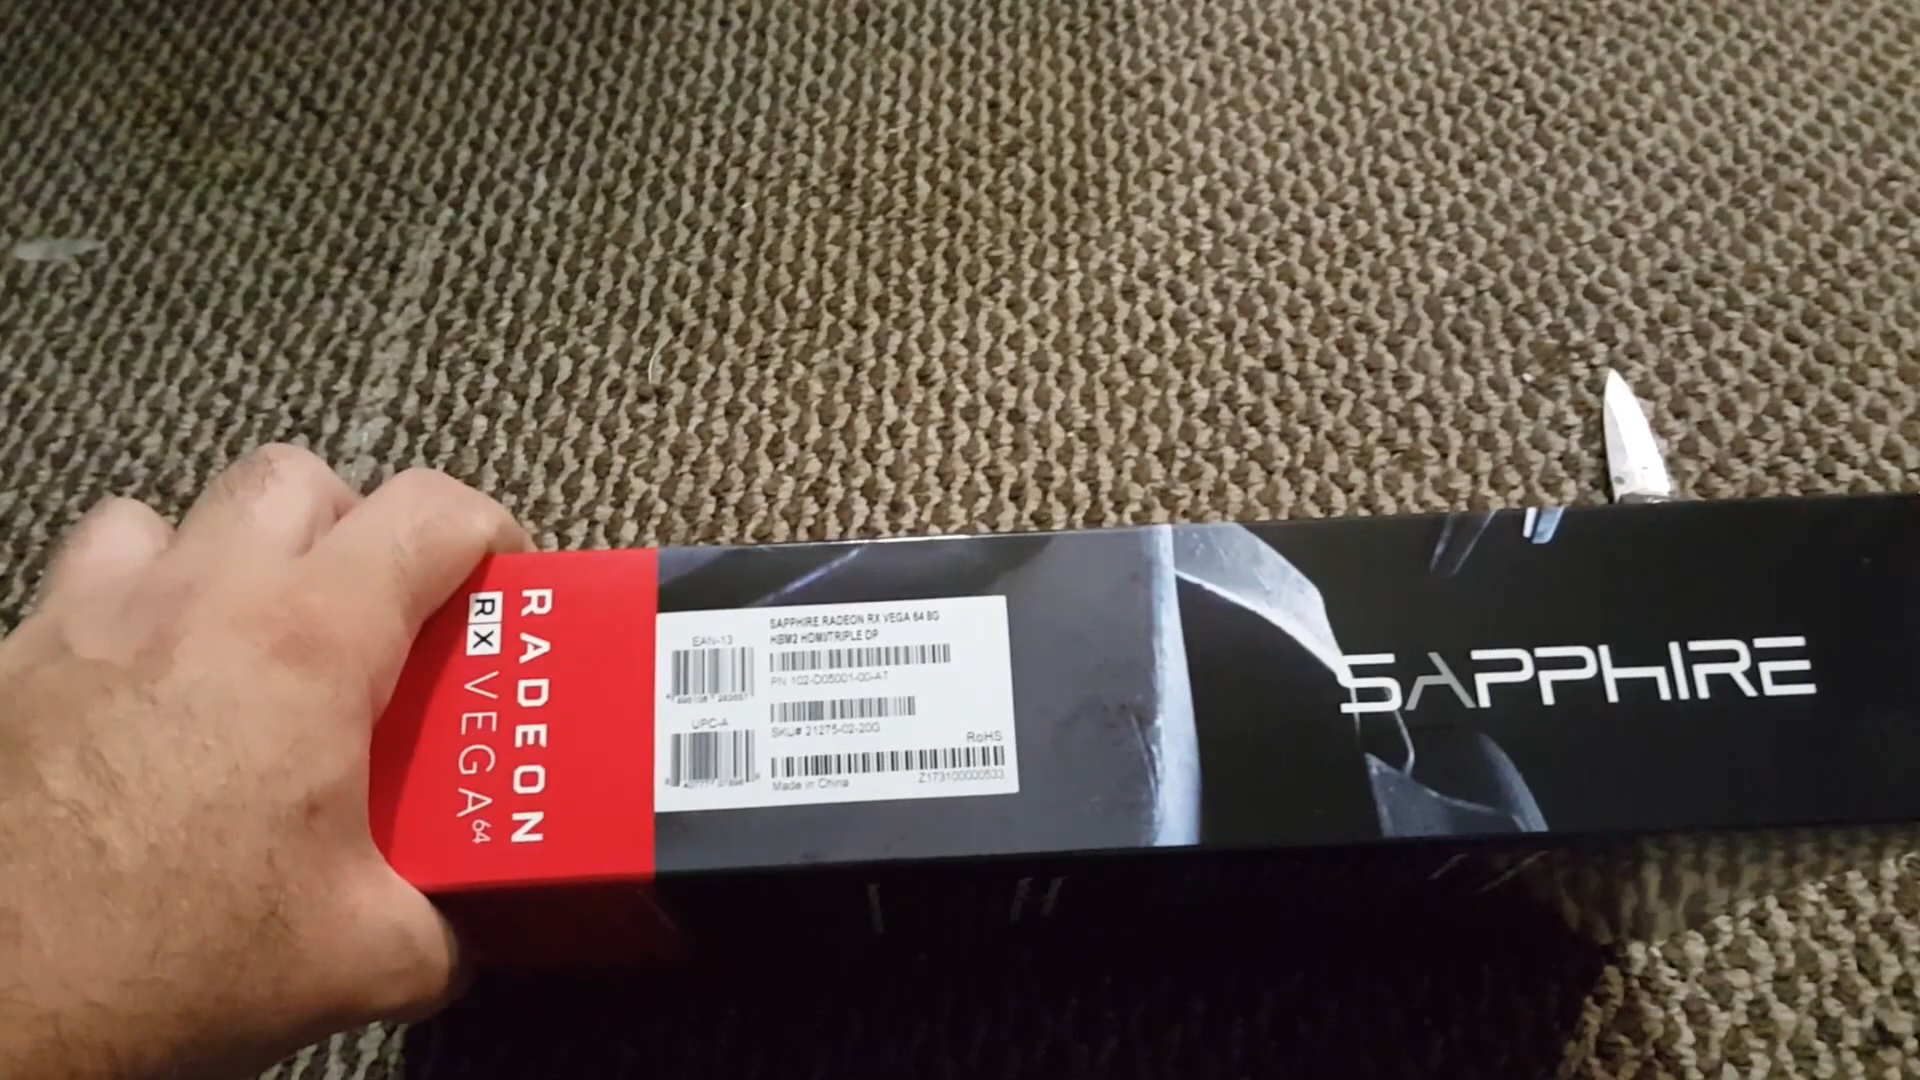 RADEON
RX VEGA 64
SAPPHIRE RADEON RX VEGA 64 8G
HBM2 HDMI/TRIPLE DP
EAN-13
PN 102-D05001-00-AT
UPC-A
SKU# 21275-02-20G
RoHS
Made in China
Z173100000533
SAPPHIRE